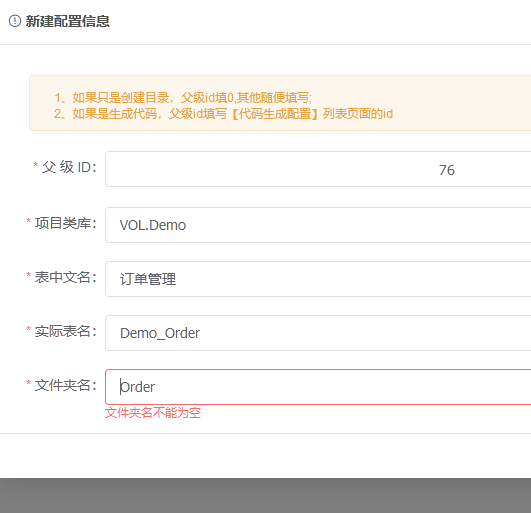 新建配置信息
1、如果只是创建目录，父级id填0,其他随便填写;
2、如果是生成代码，父级id填写【代码生成配置】列表页面的id
* 父 级 ID: 76
* 项目类库: VOL.Demo
* 表中文名: 订单管理
* 实际表名: Demo_Order
* 文件夹名: Order
文件夹名不能为空